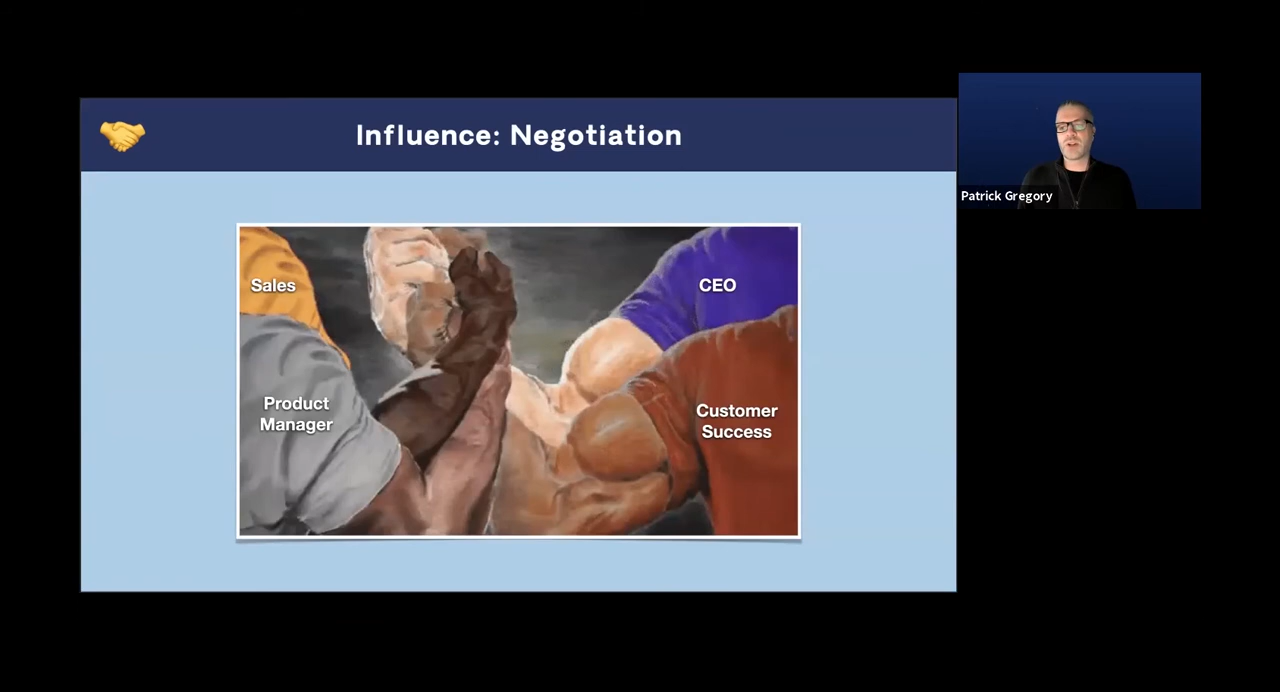 Influence: Negotiation
Sales
CEO
Product
Manager
Customer
Success
Patrick Gregory